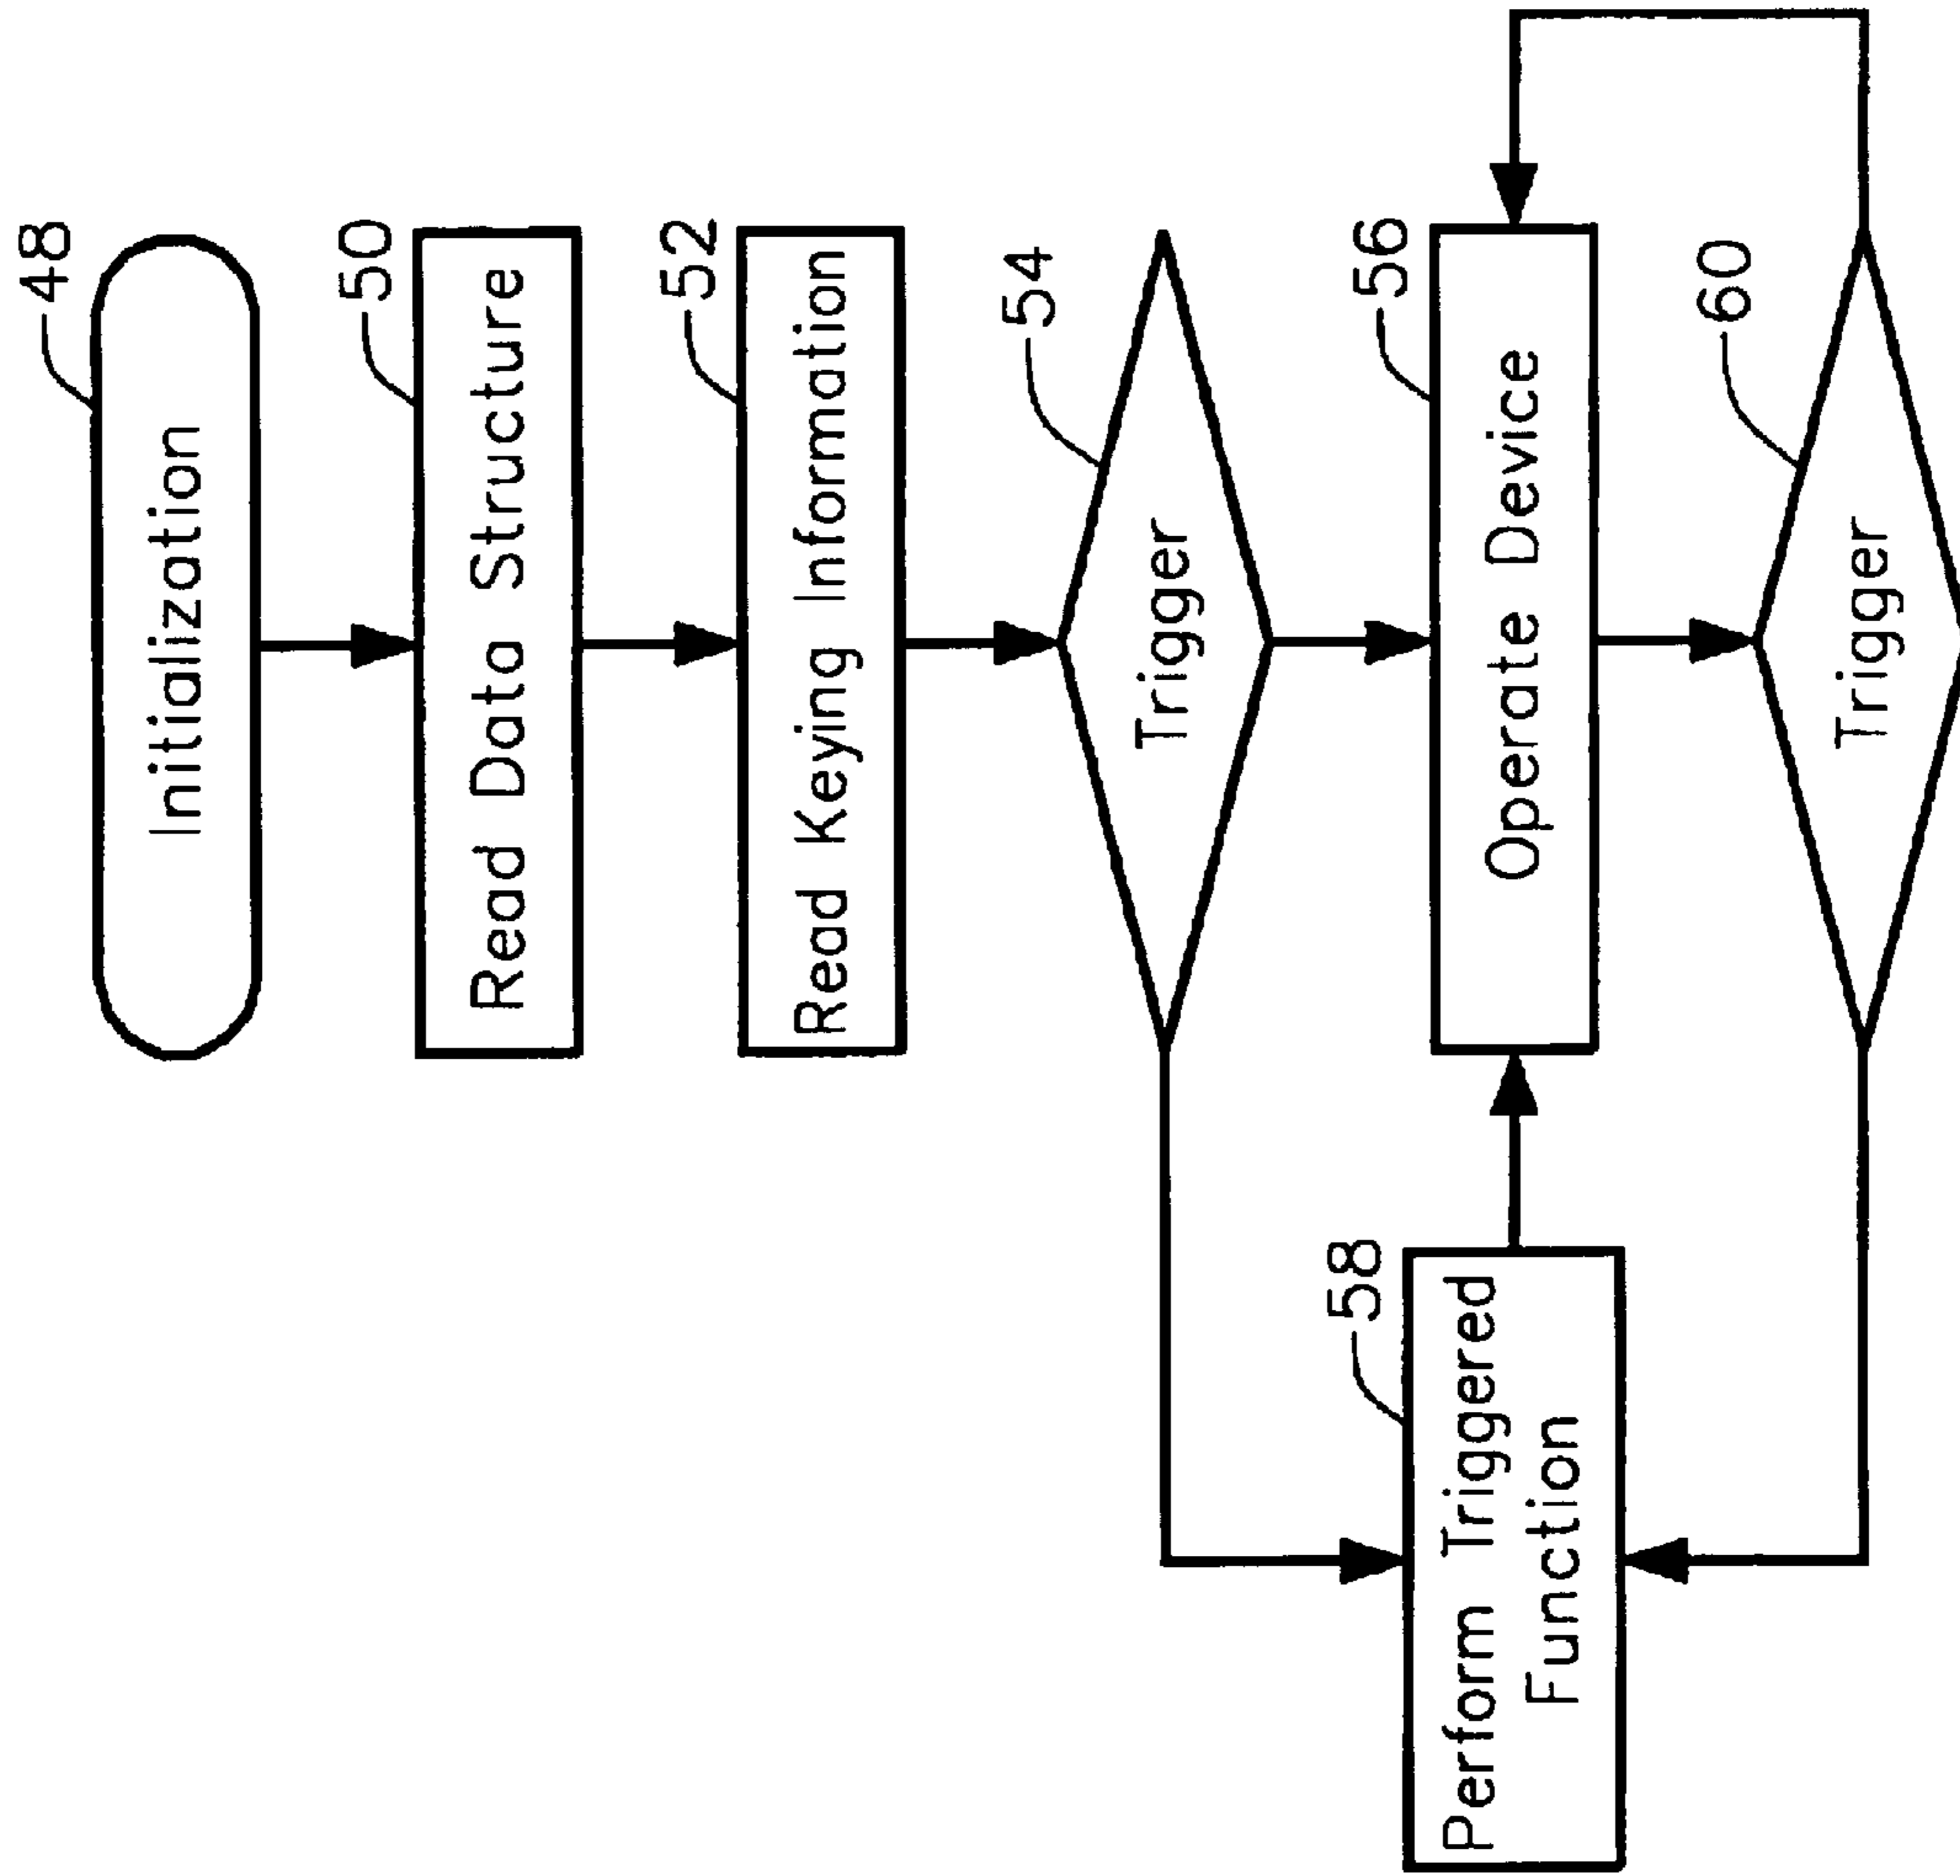 48
Initialization
50
Read Data Structure
52
Read Keying Information
54
Trigger
56
Operate Device
58
Perform Triggered
Function
60
Trigger